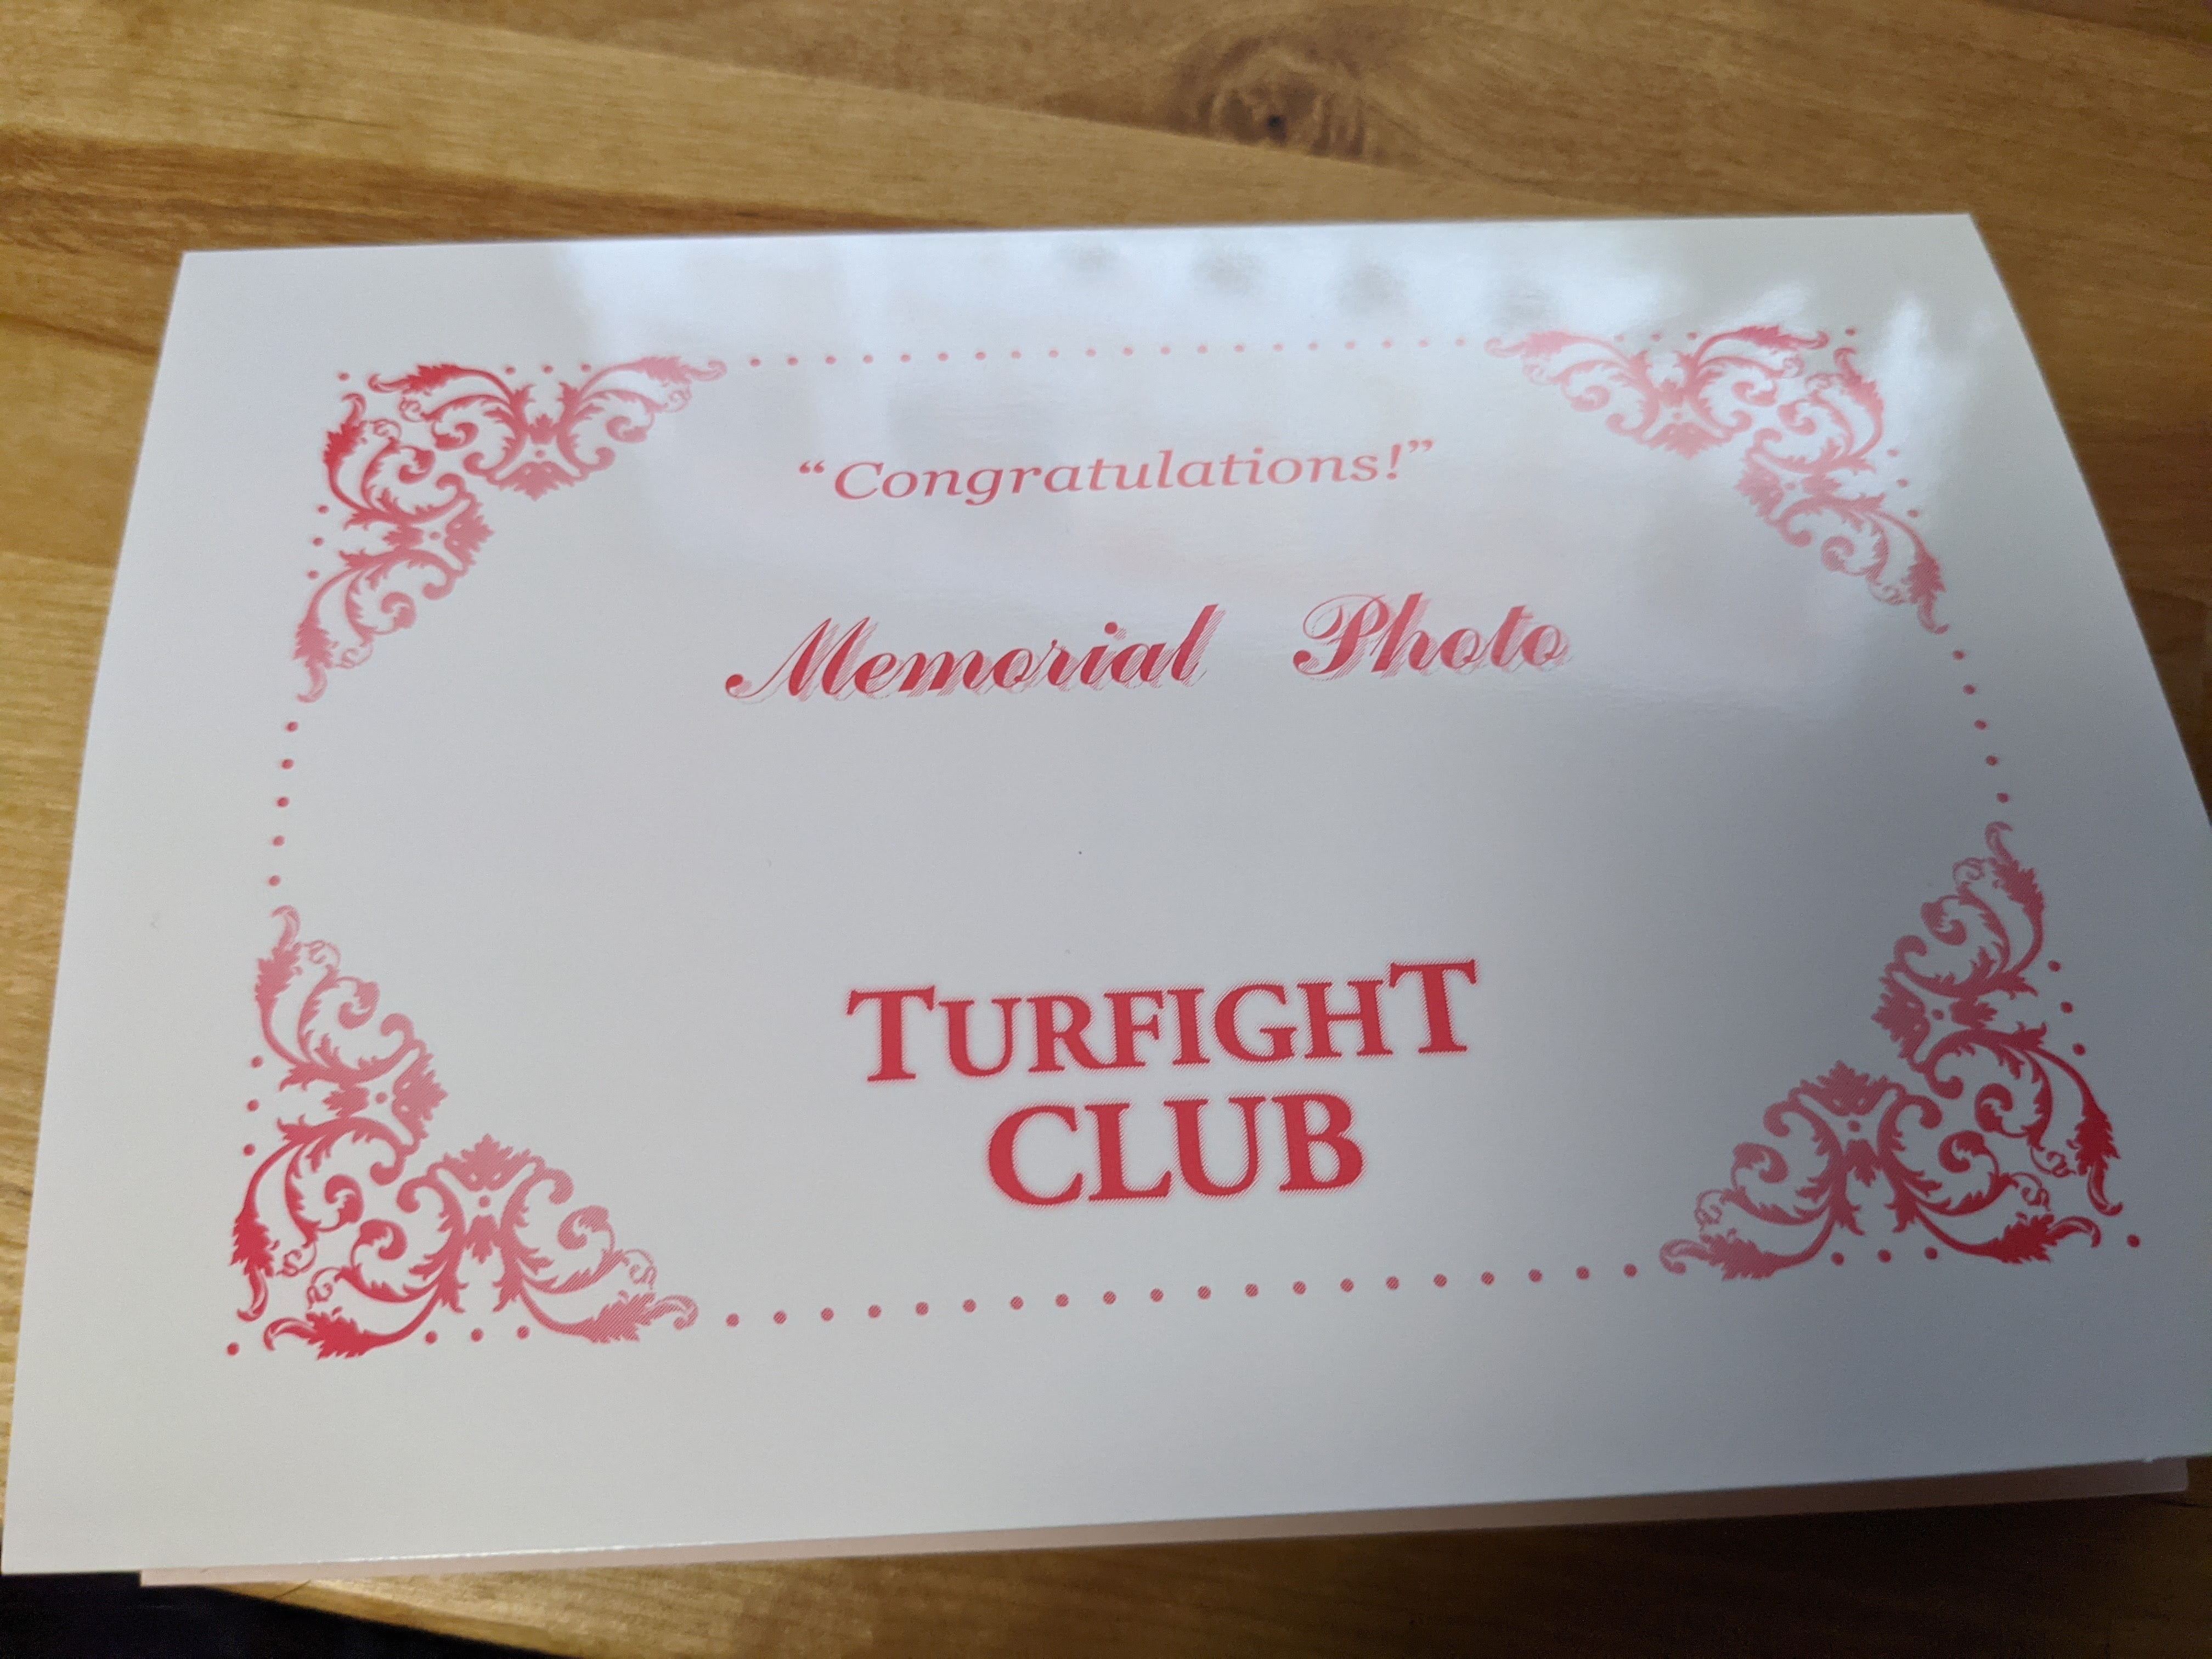 “Congratulations!”
Memorial Photo
TURFIGHT
CLUB